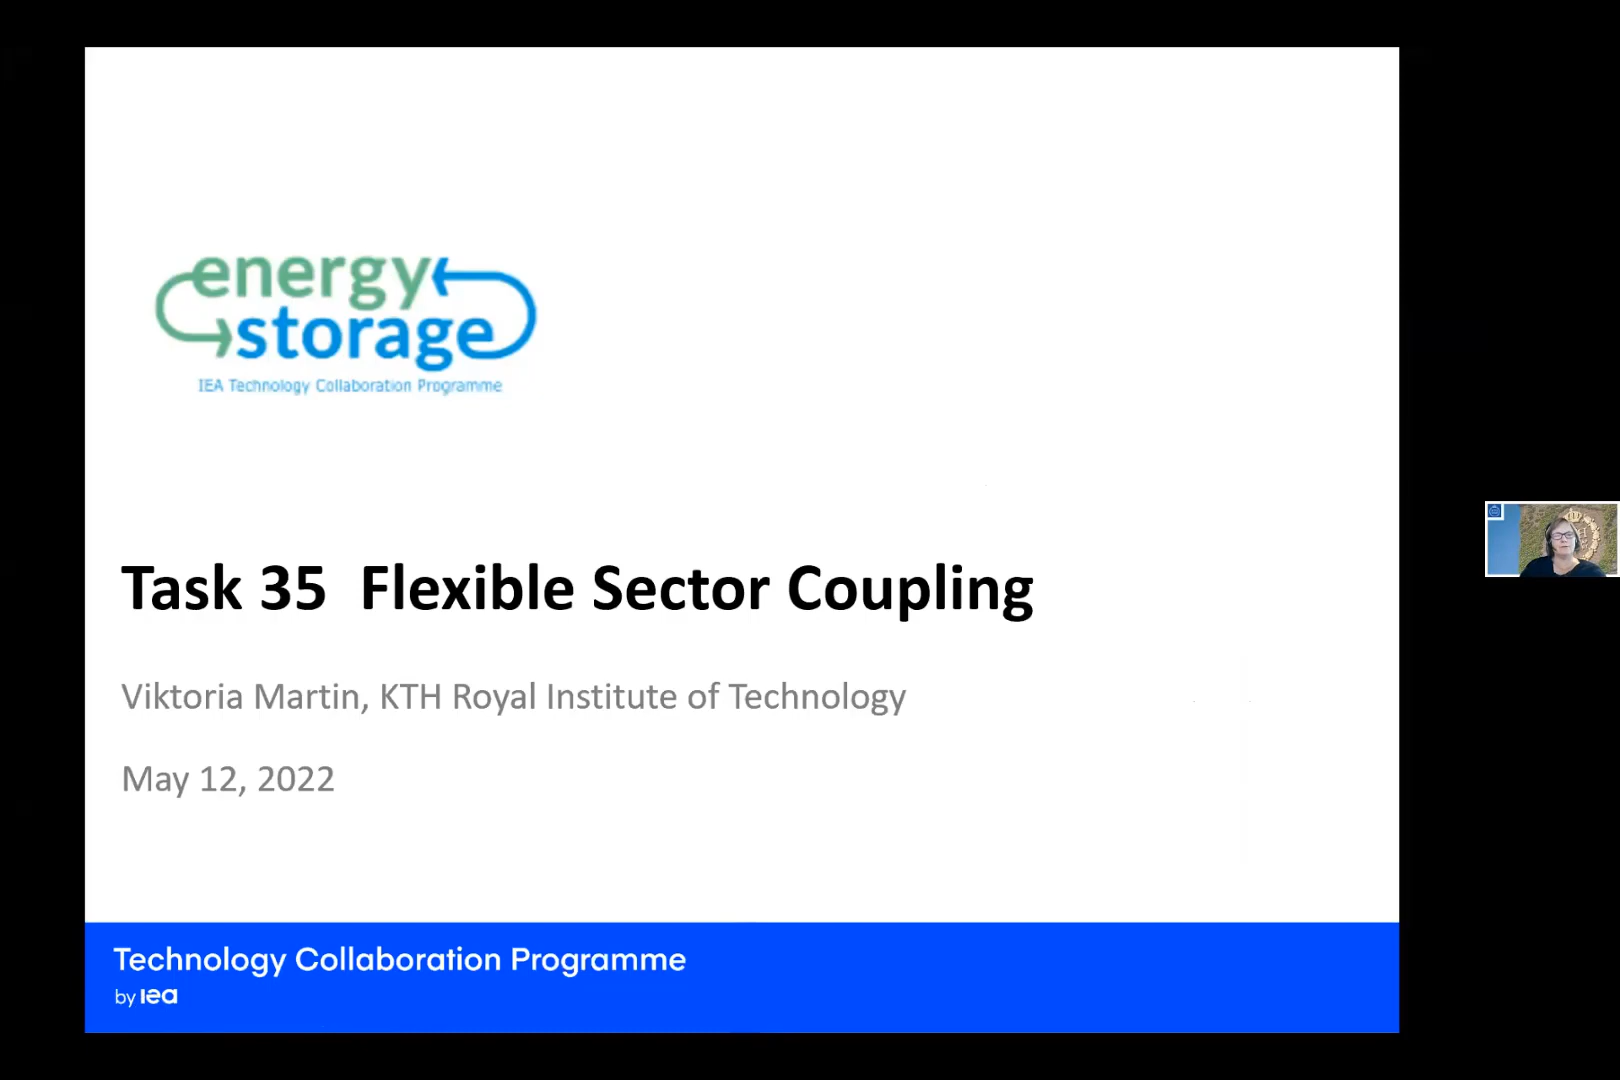 energy
storage
IEA Technology Collaboration Programme
Task 35 Flexible Sector Coupling
Viktoria Martin, KTH Royal Institute of Technology
May 12, 2022
Technology Collaboration Programme
by iea